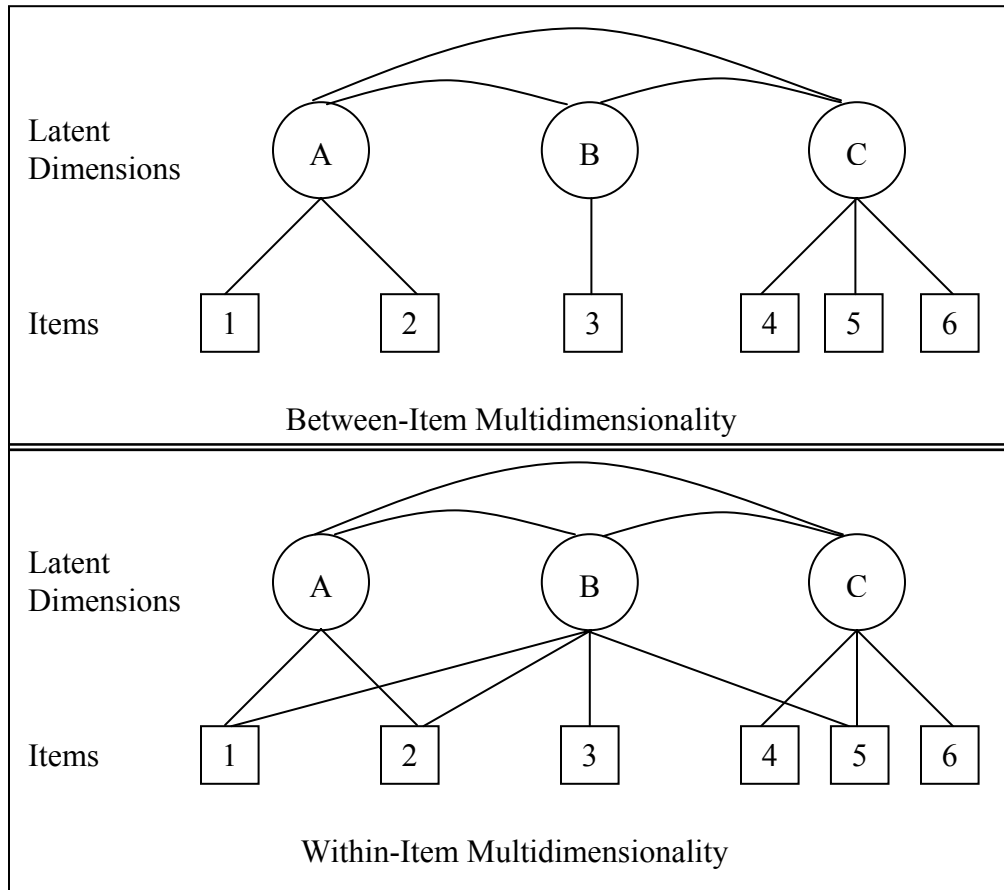 A B C
Latent
Dimensions
Items 1 2 3 4 5 6
Between-Item Multidimensionality
Latent
Dimensions
A B C
Items 1 2 3 4 5 6
Within-Item Multidimensionality